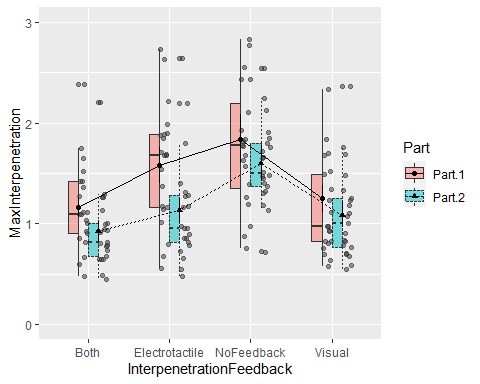 3
2
1
0
MaxInterpenetration
Both
Electrotactile
NoFeedback
Visual
InterpenetrationFeedback
Part
Part.1
Part.2